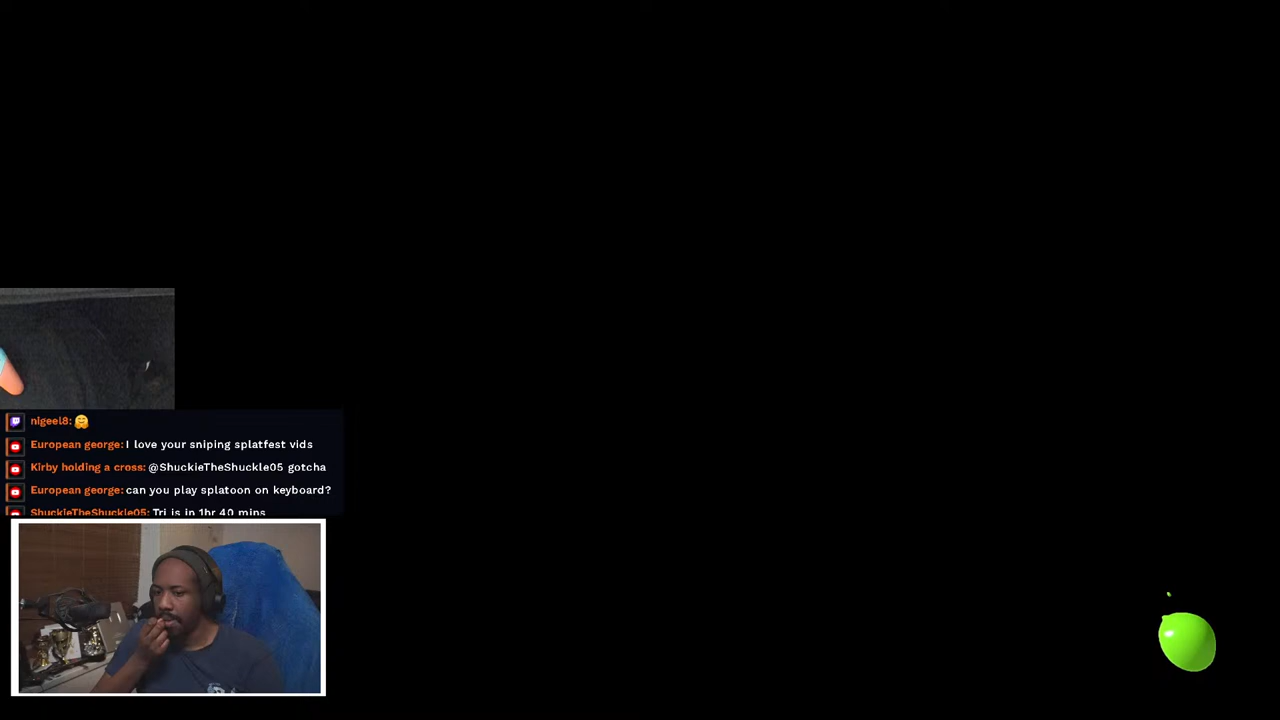 nigeel8: 🤗
European george: I love your sniping splatfest vids
Kirby holding a cross: @ShuckieTheShuckle05 gotcha
European george: can you play splatoon on keyboard?
ShuckieTheShuckle05: Tri is in 1hr 40 mins